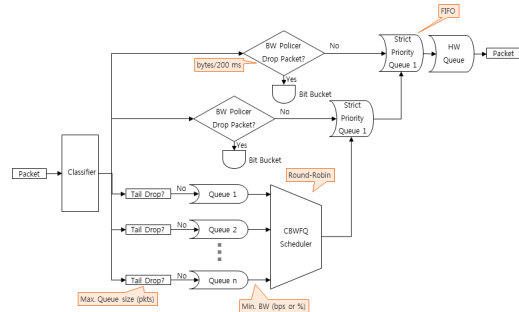 FIFO
BW Policer
Drop Packet?
No
Strict
Priority
Queue 1
HW
Queue
Packet
bytes/200 ms
Yes
Bit Bucket
BW Policer
Drop Packet?
No
Strict
Priority
Queue 1
Yes
Bit Bucket
Packet
Classifier
Round-Robin
Tail Drop?
No
Queue 1
Tail Drop?
No
Queue 2
CBWFQ
Scheduler
Tail Drop?
No
Queue n
Max. Queue size (pkts)
Min. BW (bps or %)